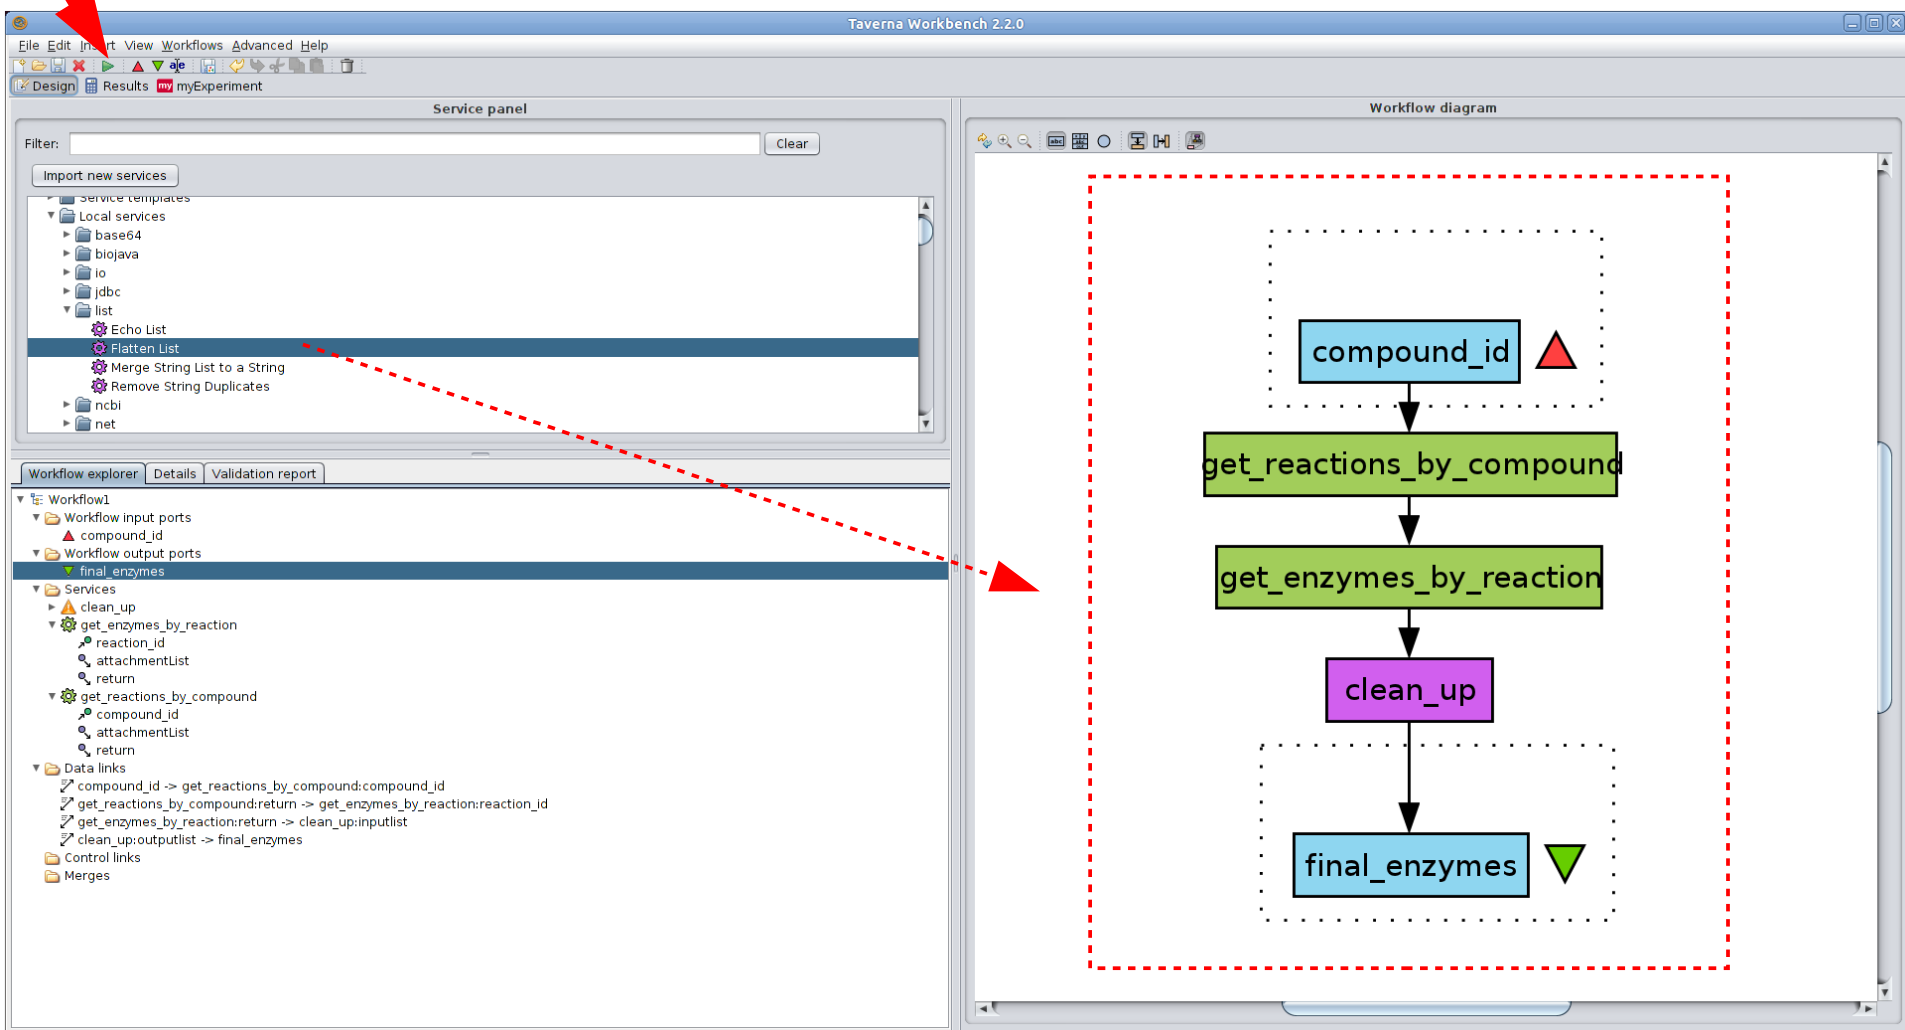 Taverna Workbench 2.2.0
File Edit Insert View Workflows Advanced Help
Design Results my myExperiment
Service panel
Filter: Clear
Import new services
Service templates
Local services
base64
biojava
io
jdbc
list
Echo List
Flatten List
Merge String List to a String
Remove String Duplicates
ncbi
net
Workflow explorer Details Validation report
Workflow1
Workflow input ports
compound_id
Workflow output ports
final_enzymes
Services
clean_up
get_enzymes_by_reaction
reaction_id
attachmentList
return
get_reactions_by_compound
compound_id
attachmentList
return
Data links
compound_id -> get_reactions_by_compound:compound_id
get_reactions_by_compound:return -> get_enzymes_by_reaction:reaction_id
get_enzymes_by_reaction:return -> clean_up:inputlist
clean_up:outputlist -> final_enzymes
Control links
Merges
Workflow diagram
compound_id
get_reactions_by_compound
get_enzymes_by_reaction
clean_up
final_enzymes